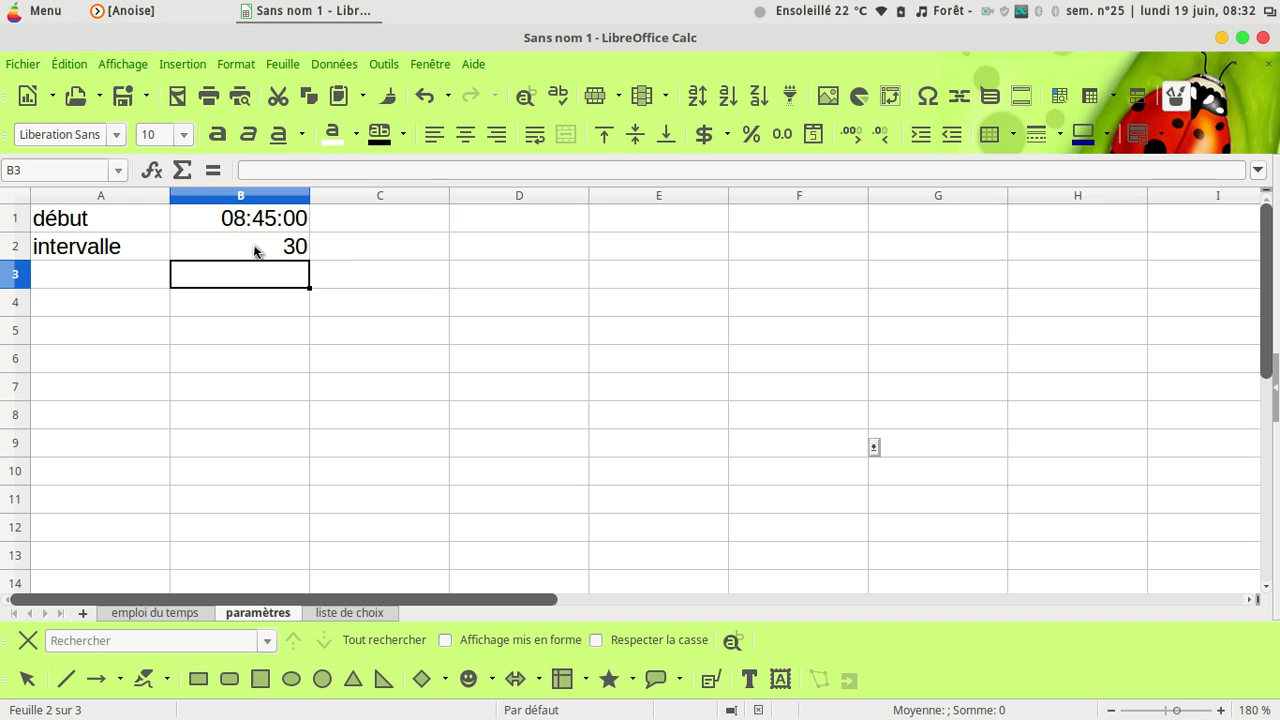 Menu [Anoise] Sans nom 1 - Libr... Ensoleillé 22 °C Forêt - sem. n°25 | lundi 19 juin, 08:32
Sans nom 1 - LibreOffice Calc
Fichier Édition Affichage Insertion Format Feuille Données Outils Fenêtre Aide
Liberation Sans 10
B3
A B C D E F G H I
1 début 08:45:00
2 intervalle 30
3
4
5
6
7
8
9
10
11
12
13
14
emploi du temps paramètres liste de choix
Rechercher Tout rechercher Affichage mis en forme Respecter la casse
Feuille 2 sur 3 Par défaut Moyenne: ; Somme: 0 180 %